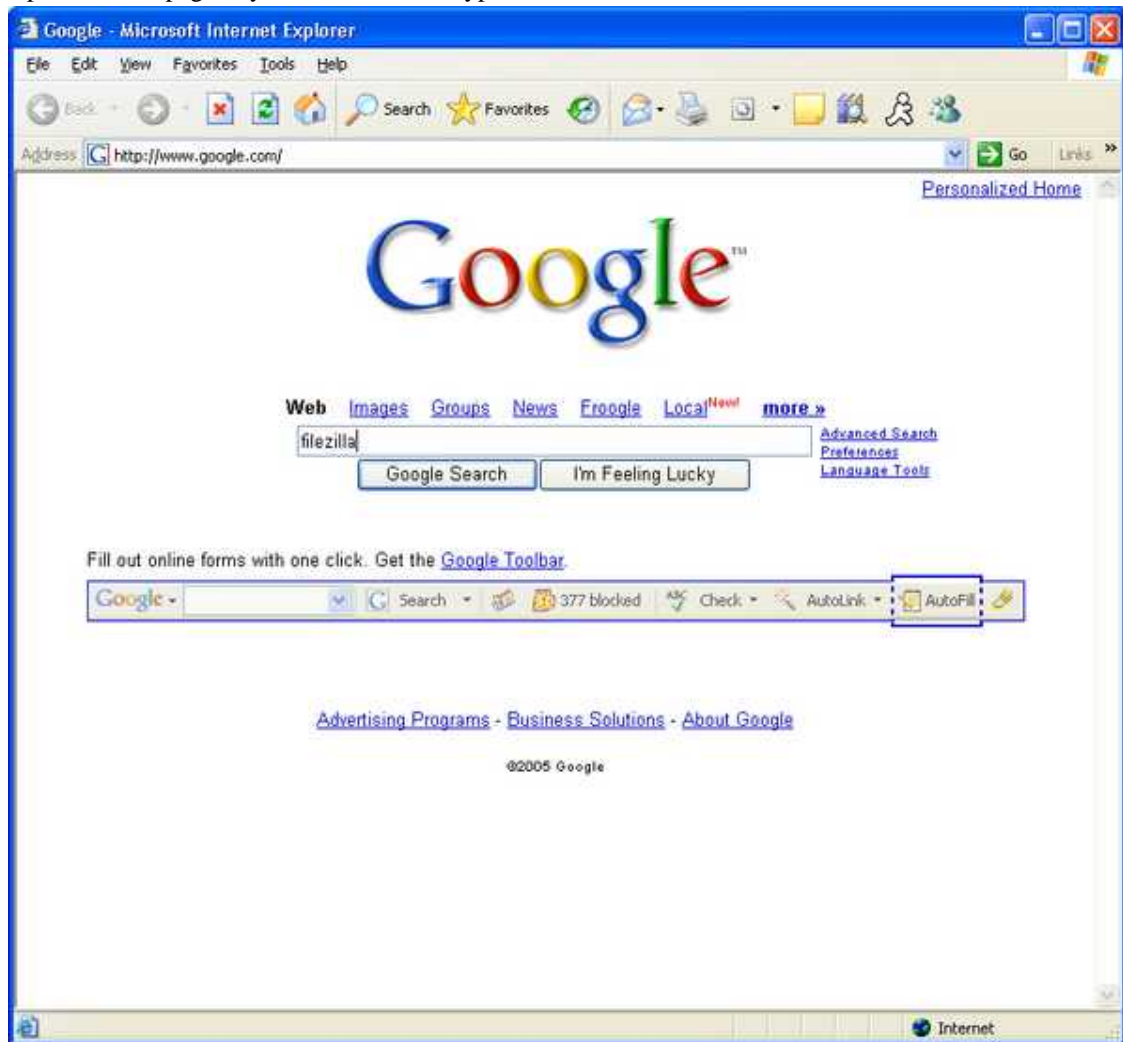 Google - Microsoft Internet Explorer
File Edit View Favorites Tools Help
Back Search Favorites
Address http://www.google.com/ Go Links »
Personalized Home
Google™
Web Images Groups News Froogle Local New! more »
filezilla
Advanced Search
Preferences
Language Tools
Google Search I'm Feeling Lucky
Fill out online forms with one click. Get the Google Toolbar.
Google Search 377 blocked ABC Check AutoLink AutoFill
Advertising Programs - Business Solutions - About Google
©2005 Google
Internet